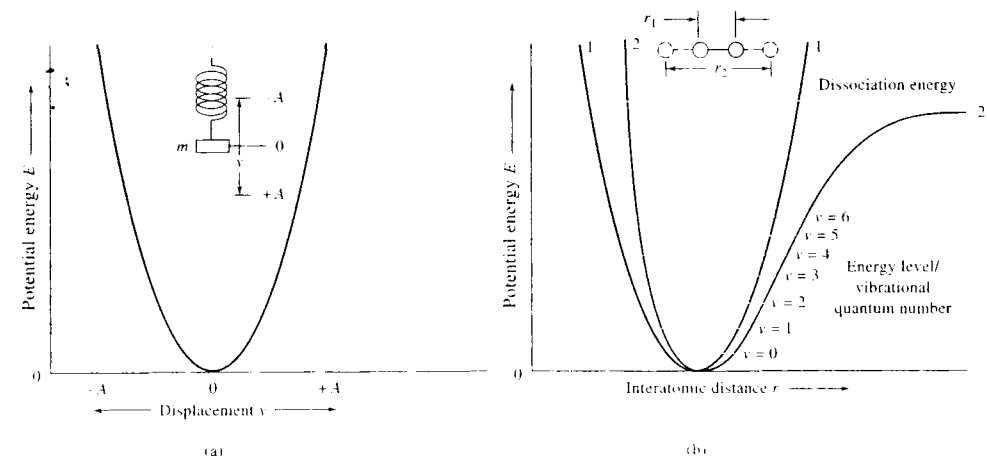 Potential energy E
0
m
-A
0
y
+A
-A
0
+A
Displacement y
(a)
Potential energy E
0
1
2
r₁
r₂
1
Dissociation energy
2
v = 6
v = 5
v = 4
v = 3
v = 2
v = 1
v = 0
Energy level/
vibrational
quantum number
Interatomic distance r
(b)